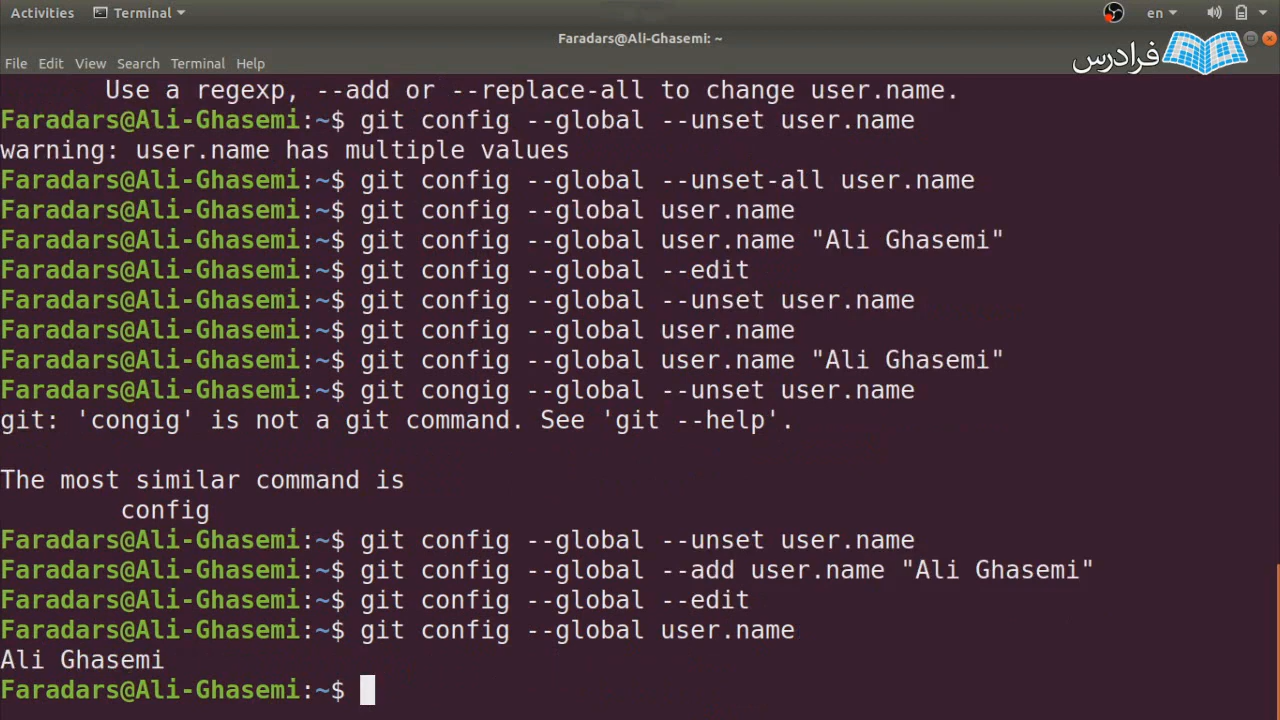 Activities Terminal en
Faradars@Ali-Ghasemi: ~
فرادرس
File Edit View Search Terminal Help
Use a regexp, --add or --replace-all to change user.name.
Faradars@Ali-Ghasemi:~$ git config --global --unset user.name
warning: user.name has multiple values
Faradars@Ali-Ghasemi:~$ git config --global --unset-all user.name
Faradars@Ali-Ghasemi:~$ git config --global user.name
Faradars@Ali-Ghasemi:~$ git config --global user.name "Ali Ghasemi"
Faradars@Ali-Ghasemi:~$ git config --global --edit
Faradars@Ali-Ghasemi:~$ git config --global --unset user.name
Faradars@Ali-Ghasemi:~$ git config --global user.name
Faradars@Ali-Ghasemi:~$ git config --global user.name "Ali Ghasemi"
Faradars@Ali-Ghasemi:~$ git congig --global --unset user.name
git: 'congig' is not a git command. See 'git --help'.
The most similar command is
config
Faradars@Ali-Ghasemi:~$ git config --global --unset user.name
Faradars@Ali-Ghasemi:~$ git config --global --add user.name "Ali Ghasemi"
Faradars@Ali-Ghasemi:~$ git config --global --edit
Faradars@Ali-Ghasemi:~$ git config --global user.name
Ali Ghasemi
Faradars@Ali-Ghasemi:~$